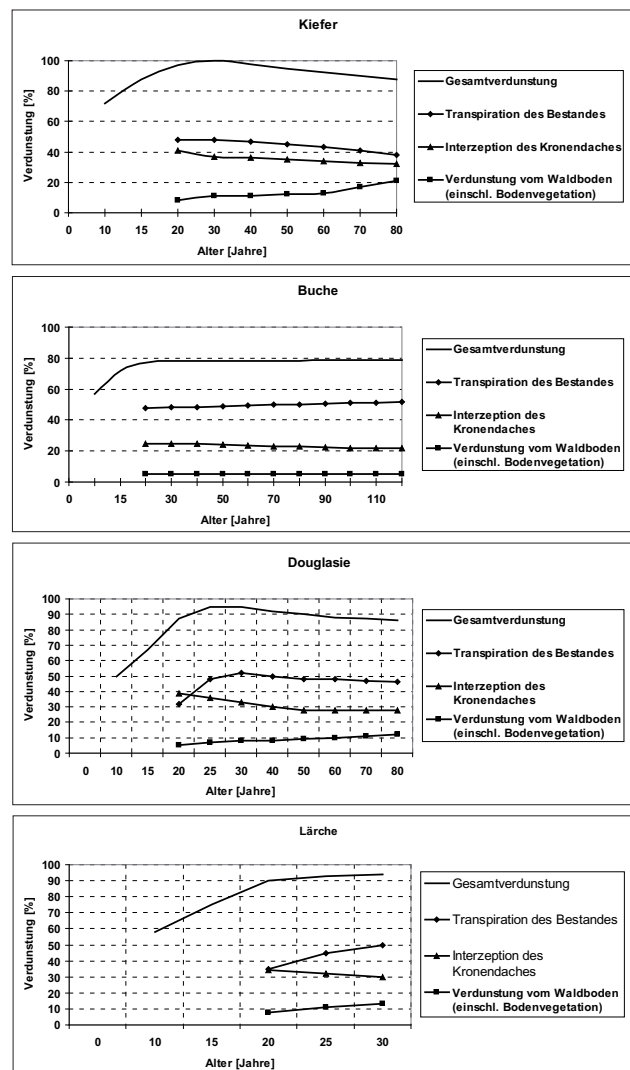 Kiefer
Verdunstung [%]
100
80
60
40
20
0
0 10 15 20 30 40 50 60 70 80
Alter [Jahre]
Gesamtverdunstung
Transpiration des Bestandes
Interzeption des Kronendaches
Verdunstung vom Waldboden
(einschl. Bodenvegetation)
Buche
Verdunstung [%]
100
80
60
40
20
0
0 15 30 50 70 90 110
Alter [Jahre]
Gesamtverdunstung
Transpiration des Bestandes
Interzeption des
Kronendaches
Verdunstung vom Waldboden
(einschl. Bodenvegetation)
Douglasie
Verdunstung [%]
100
90
80
70
60
50
40
30
20
10
0
0 10 15 20 25 30 40 50 60 70 80
Alter [Jahre]
Gesamtverdunstung
Transpiration des Bestandes
Interzeption des
Kronendaches
Verdunstung vom Waldboden
(einschl. Bodenvegetation)
Lärche
Verdunstung [%]
100
90
80
70
60
50
40
30
20
10
0
0 10 15 20 25 30
Alter [Jahre]
Gesamtverdunstung
Transpiration des Bestandes
Interzeption des
Kronendaches
Verdunstung vom Waldboden
(einschl. Bodenvegetation)